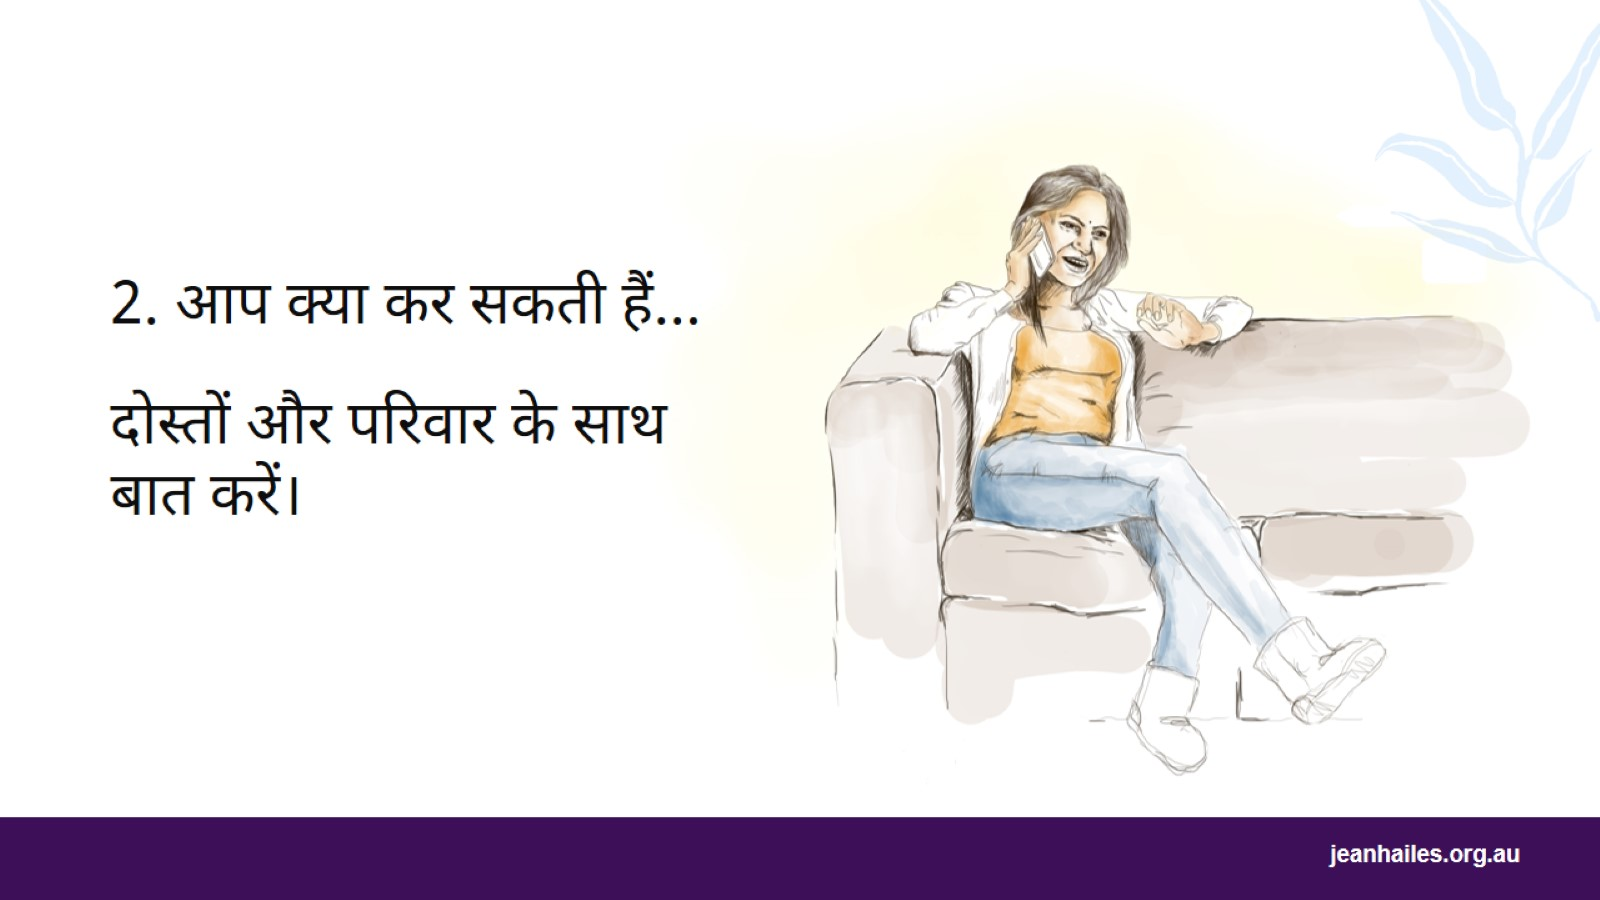 2. आप क्या कर सकती हैं...
दोस्तों और परिवार के साथ
बात करें।
jeanhailes.org.au